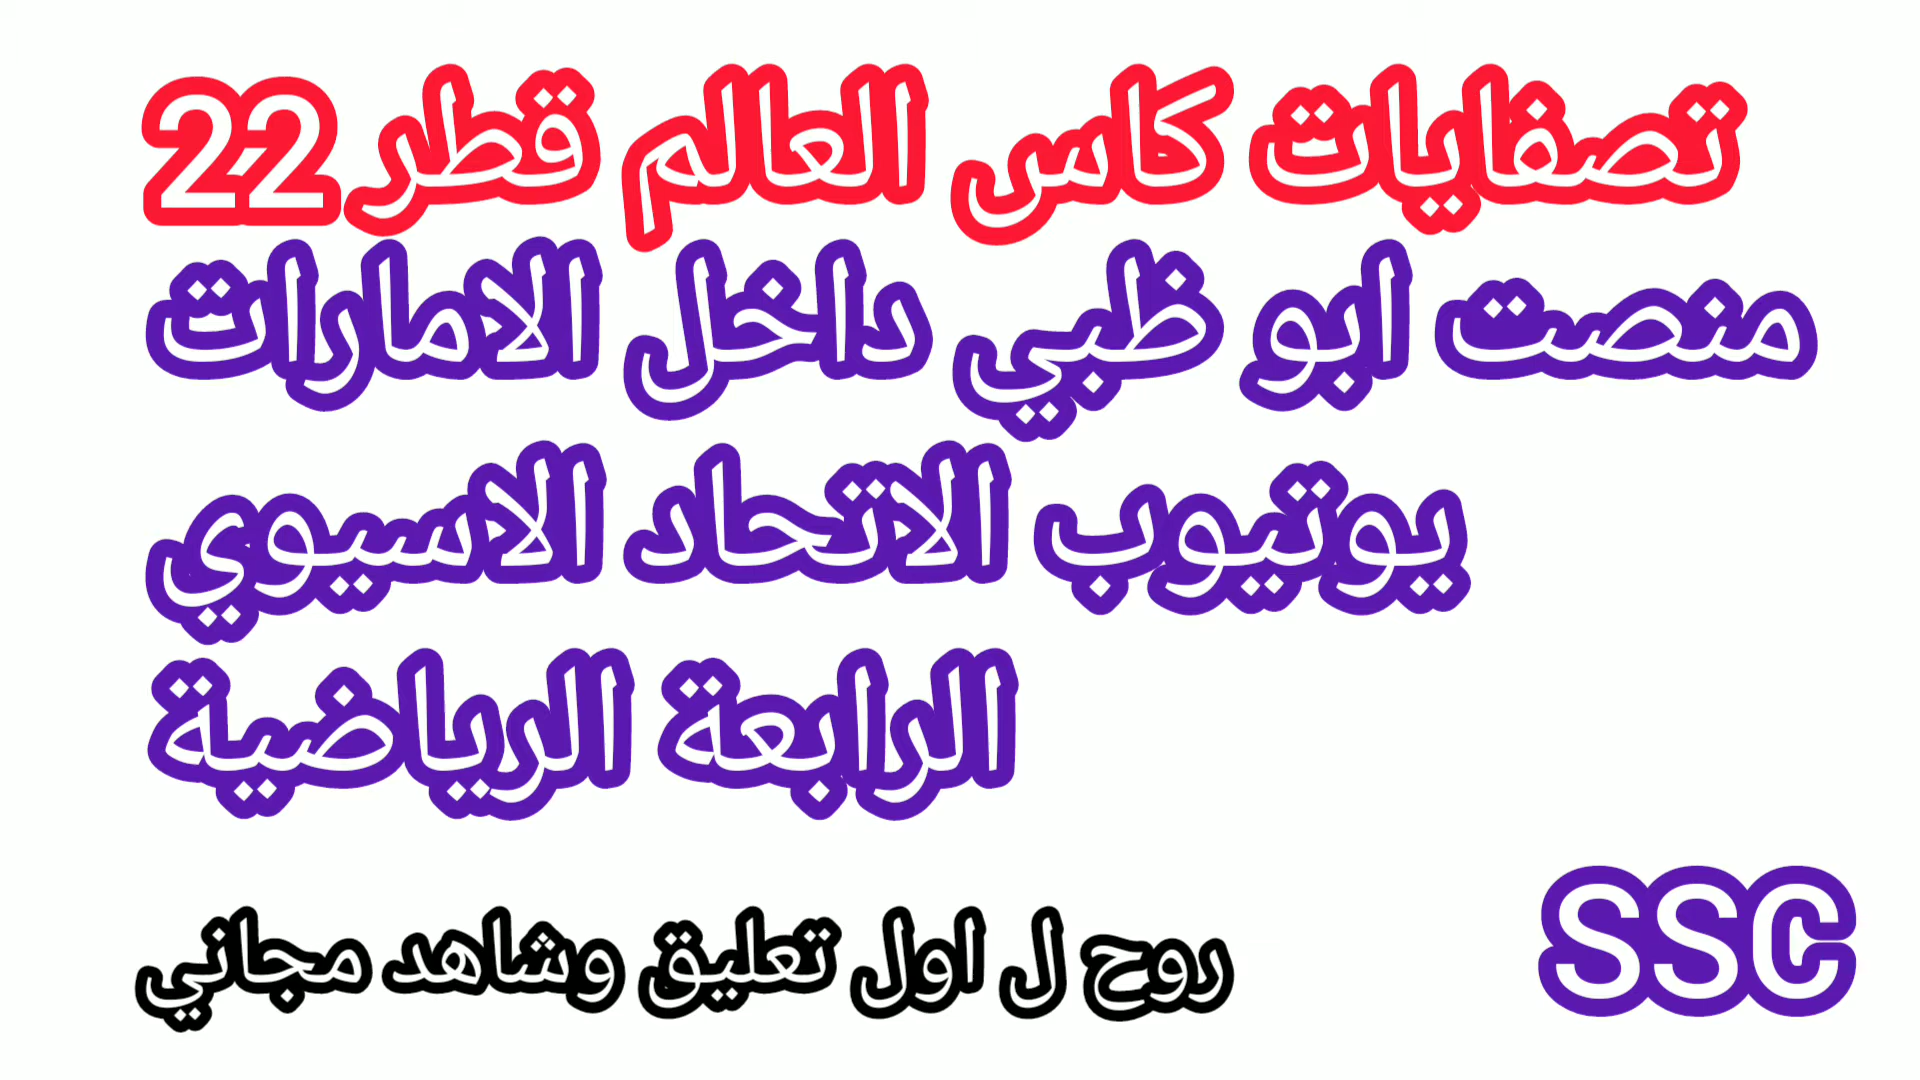 تصفايات كاس العالم قطر 22
منصت ابو ظبي داخل الامارات
يوتيوب الاتحاد الاسيوي
الرابعة الرياضية
SSC
روح ل اول تعليق وشاهد مجاني